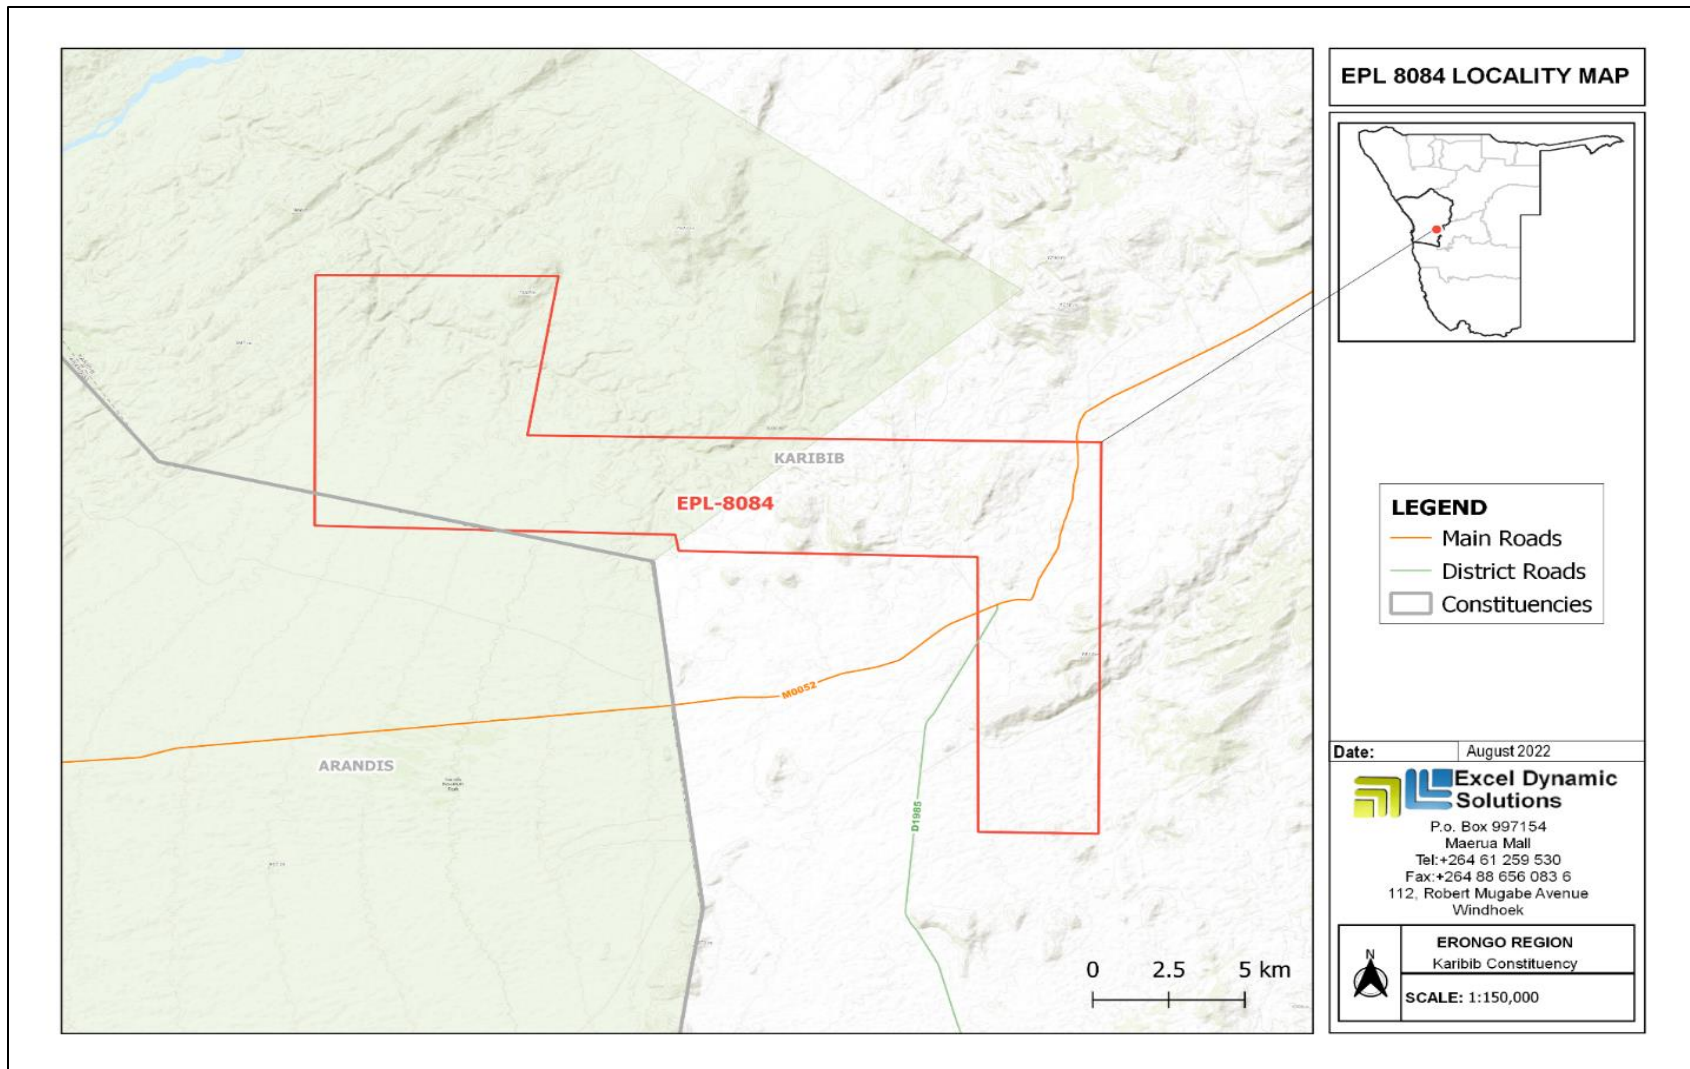 EPL 8084 LOCALITY MAP
KARIBIB
EPL-8084
M0052
ARANDIS
D1985
0 2.5 5 km
LEGEND
Main Roads
District Roads
Constituencies
Date: August 2022
Excel Dynamic
Solutions
P.o. Box 997154
Maerua Mall
Tel:+264 61 259 530
Fax:+264 88 656 083 6
112, Robert Mugabe Avenue
Windhoek
N
ERONGO REGION
Karibib Constituency
SCALE: 1:150,000